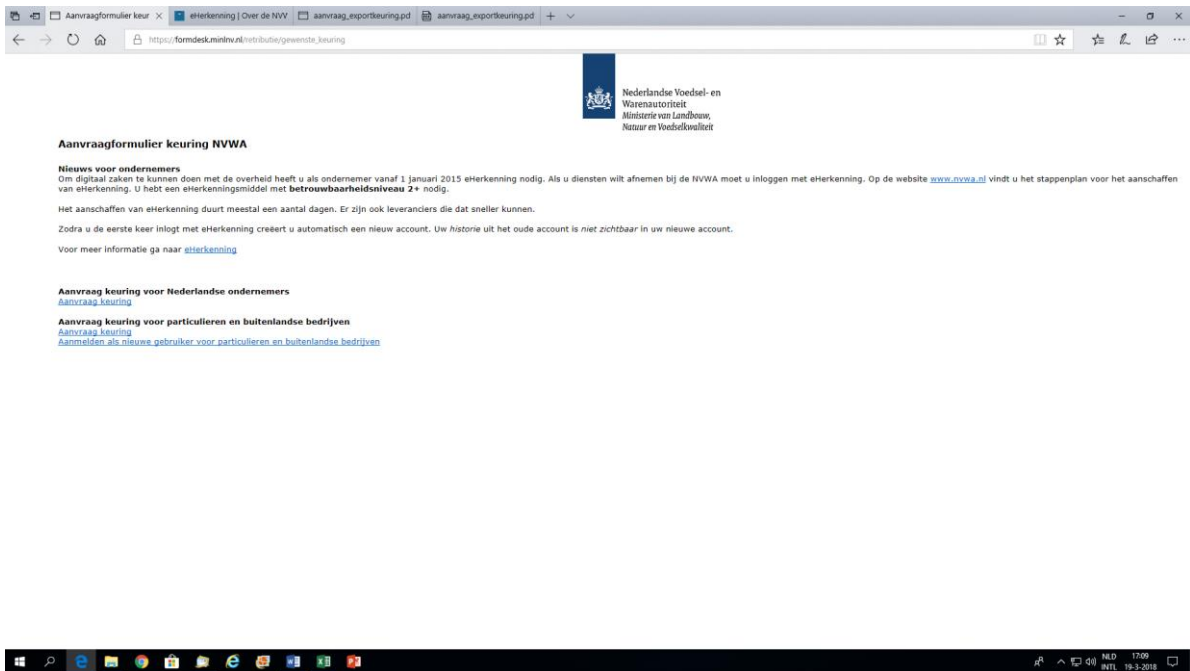 Aanvraagformulier keur
eHerkenning | Over de NVV
aanvraag_exportkeuring.pd
aanvraag_exportkeuring.pd
https://formdesk.minlnv.nl/retributie/gewenste_keuring
Nederlandse Voedsel- en
Warenautoriteit
Ministerie van Landbouw,
Natuur en Voedselkwaliteit
Aanvraagformulier keuring NVWA
Nieuws voor ondernemers
Om digitaal zaken te kunnen doen met de overheid heeft u als ondernemer vanaf 1 januari 2015 eHerkenning nodig. Als u diensten wilt afnemen bij de NVWA moet u inloggen met eHerkenning. Op de website www.nvwa.nl vindt u het stappenplan voor het aanschaffen
van eHerkenning. U hebt een eHerkenningsmiddel met betrouwbaarheidsniveau 2+ nodig.
Het aanschaffen van eHerkenning duurt meestal een aantal dagen. Er zijn ook leveranciers die dat sneller kunnen.
Zodra u de eerste keer inlogt met eHerkenning creëert u automatisch een nieuw account. Uw historie uit het oude account is niet zichtbaar in uw nieuwe account.
Voor meer informatie ga naar eHerkenning
Aanvraag keuring voor Nederlandse ondernemers
Aanvraag keuring
Aanvraag keuring voor particulieren en buitenlandse bedrijven
Aanvraag keuring
Aanmelden als nieuwe gebruiker voor particulieren en buitenlandse bedrijven
NLD 17:09
INTL 19-3-2018